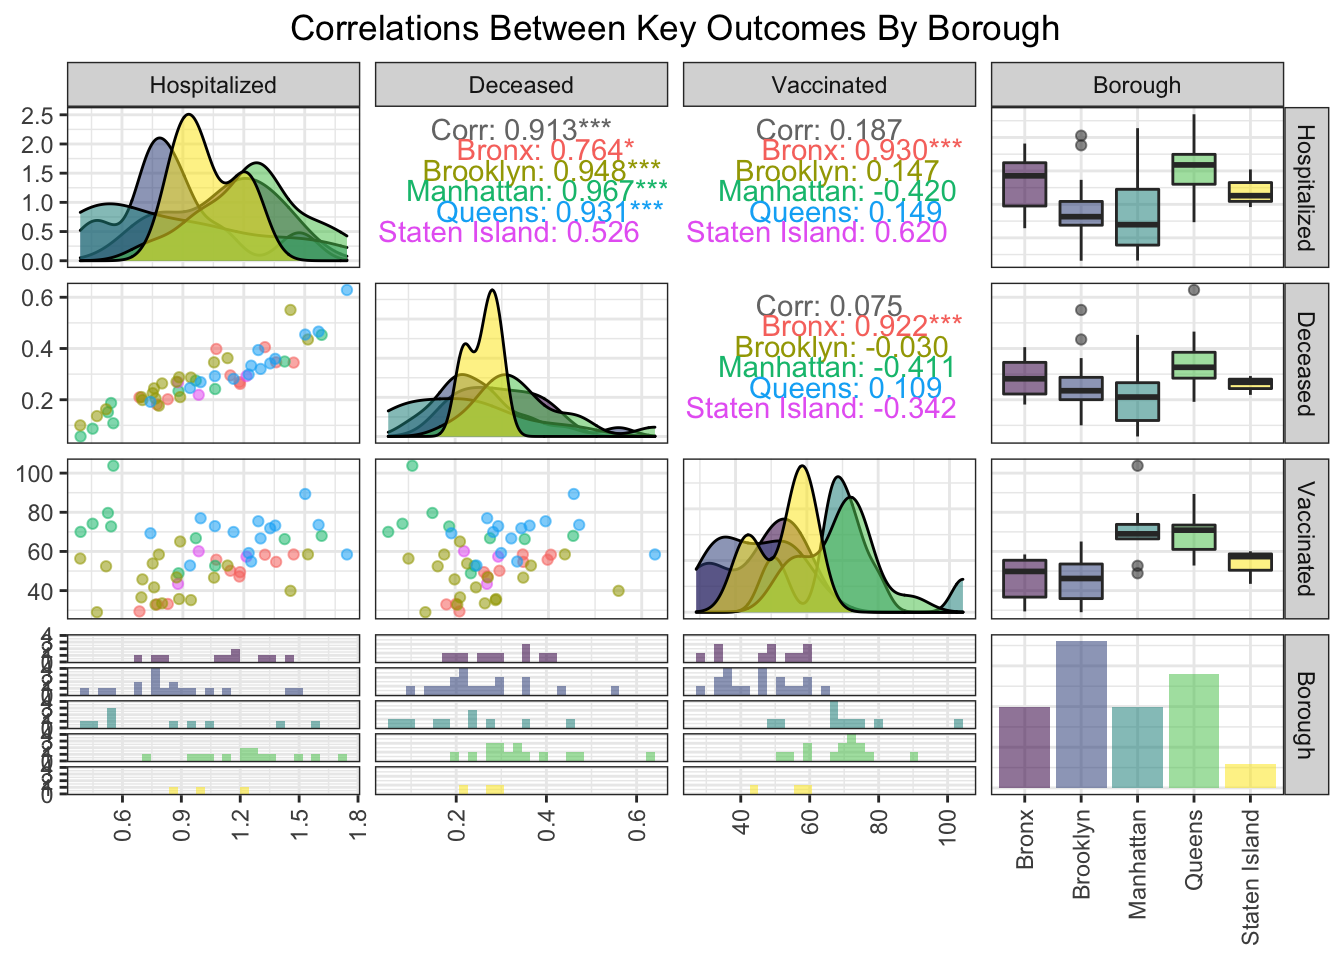 Correlations Between Key Outcomes By Borough
Hospitalized
Deceased
Vaccinated
Borough
2.5
2.0
1.5
1.0
0.5
0.0
Corr: 0.913***
Bronx: 0.764*
Brooklyn: 0.948***
Manhattan: 0.967***
Queens: 0.931***
Staten Island: 0.526
Corr: 0.187
Bronx: 0.930***
Brooklyn: 0.147
Manhattan: -0.420
Queens: 0.149
Staten Island: 0.620
Hospitalized
0.6
0.4
0.2
Corr: 0.075
Bronx: 0.922***
Brooklyn: -0.030
Manhattan: -0.411
Queens: 0.109
Staten Island: -0.342
Deceased
100
80
60
40
Vaccinated
Borough
0.6 0.9 1.2 1.5 1.8
0.2 0.4 0.6
40 60 80 100
Bronx
Brooklyn
Manhattan
Queens
Staten Island